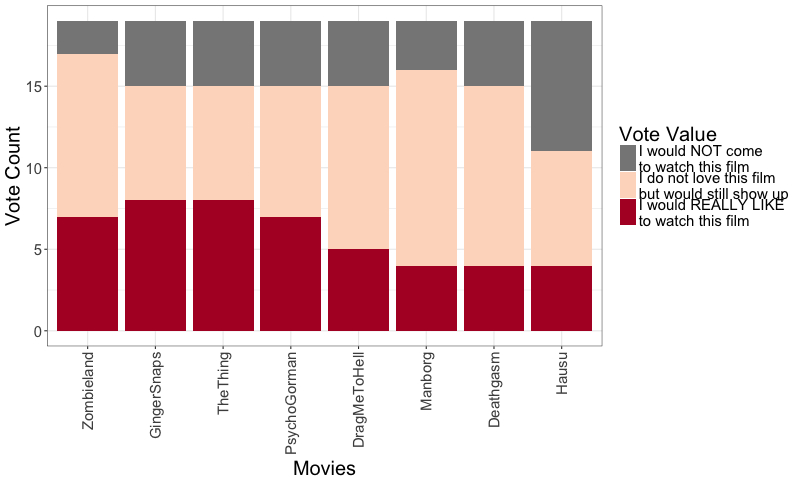 Vote Count
15
10
5
0
Zombieland
GingerSnaps
TheThing
PsychoGorman
DragMeToHell
Manborg
Deathgasm
Hausu
Movies
Vote Value
I would NOT come
to watch this film
I do not love this film
but would still show up
I would REALLY LIKE
to watch this film